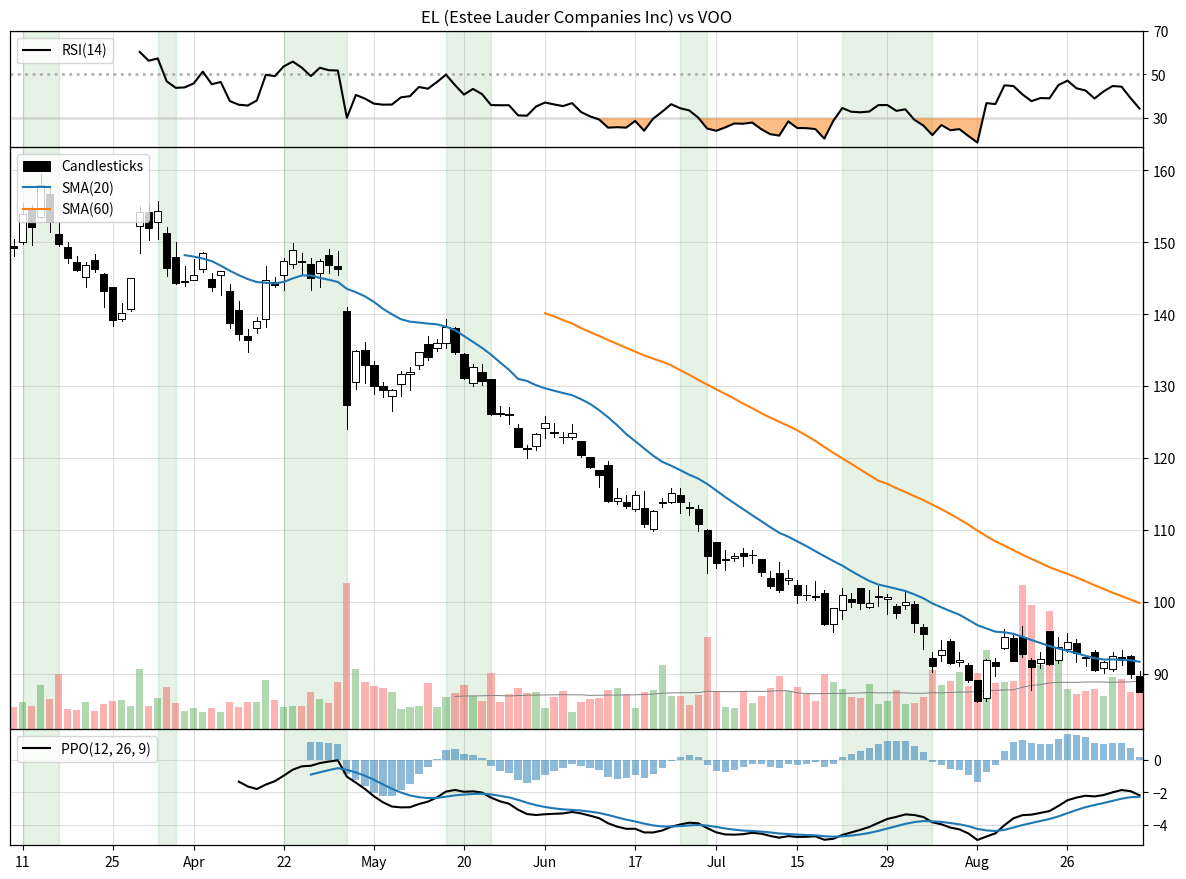 EL (Estee Lauder Companies Inc) vs VOO
RSI(14)
70
50
30
Candlesticks
SMA(20)
SMA(60)
160
150
140
130
120
110
100
90
PPO(12, 26, 9)
0
−2
−4
11 25 Apr 22 May 20 Jun 17 Jul 15 29 Aug 26